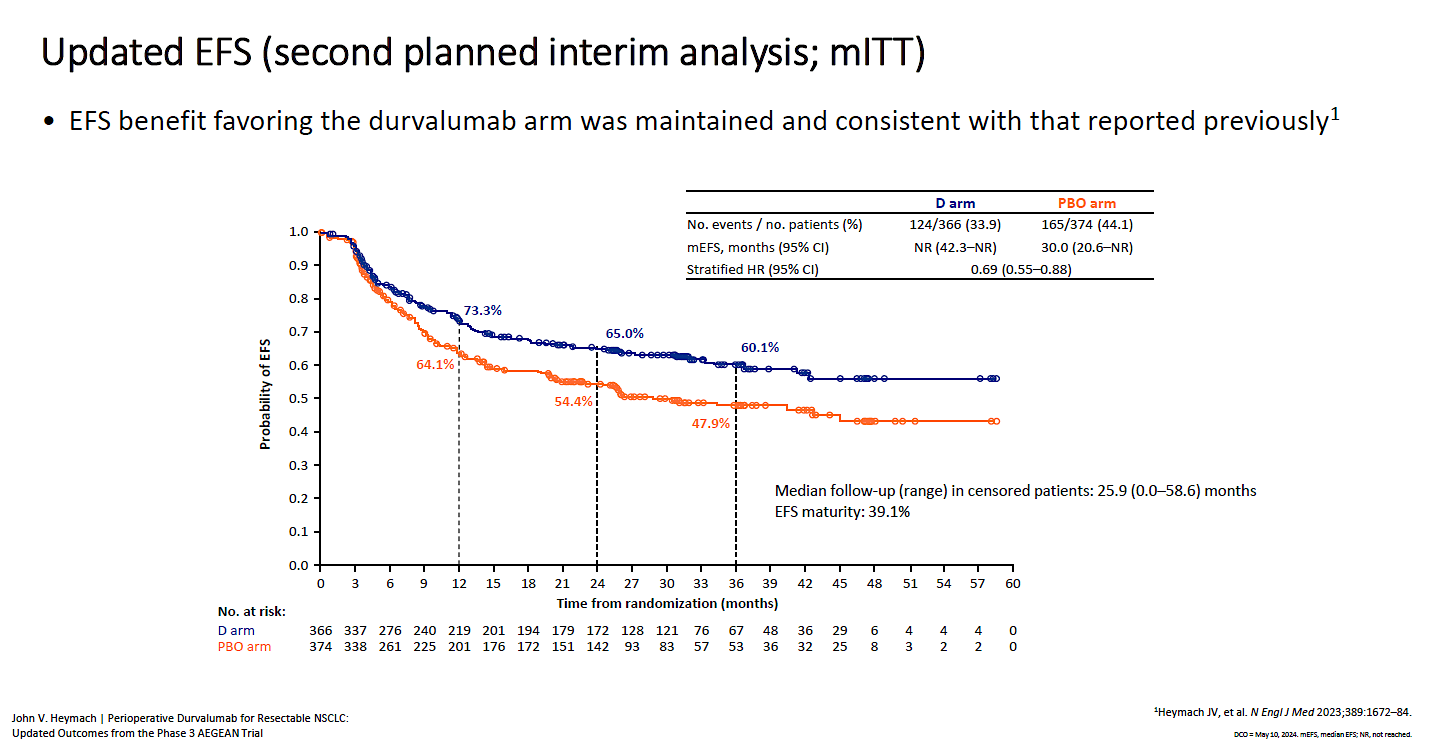 Updated EFS (second planned interim analysis; mITT)
• EFS benefit favoring the durvalumab arm was maintained and consistent with that reported previously1
D arm PBO arm
No. events / no. patients (%) 124/366 (33.9) 165/374 (44.1)
mEFS, months (95% CI) NR (42.3–NR) 30.0 (20.6–NR)
Stratified HR (95% CI) 0.69 (0.55–0.88)
Probability of EFS
1.0
0.9
0.8
0.7
0.6
0.5
0.4
0.3
0.2
0.1
0.0
73.3%
65.0%
60.1%
64.1%
54.4%
47.9%
Median follow-up (range) in censored patients: 25.9 (0.0–58.6) months
EFS maturity: 39.1%
0 3 6 9 12 15 18 21 24 27 30 33 36 39 42 45 48 51 54 57 60
Time from randomization (months)
No. at risk:
D arm 366 337 276 240 219 201 194 179 172 128 121 76 67 48 36 29 6 4 4 4 0
PBO arm 374 338 261 225 201 176 172 151 142 93 83 57 53 36 32 25 8 3 2 2 0
John V. Heymach | Perioperative Durvalumab for Resectable NSCLC:
Updated Outcomes from the Phase 3 AEGEAN Trial
1Heymach JV, et al. N Engl J Med 2023;389:1672–84.
DCO = May 10, 2024. mEFS, median EFS; NR, not reached.